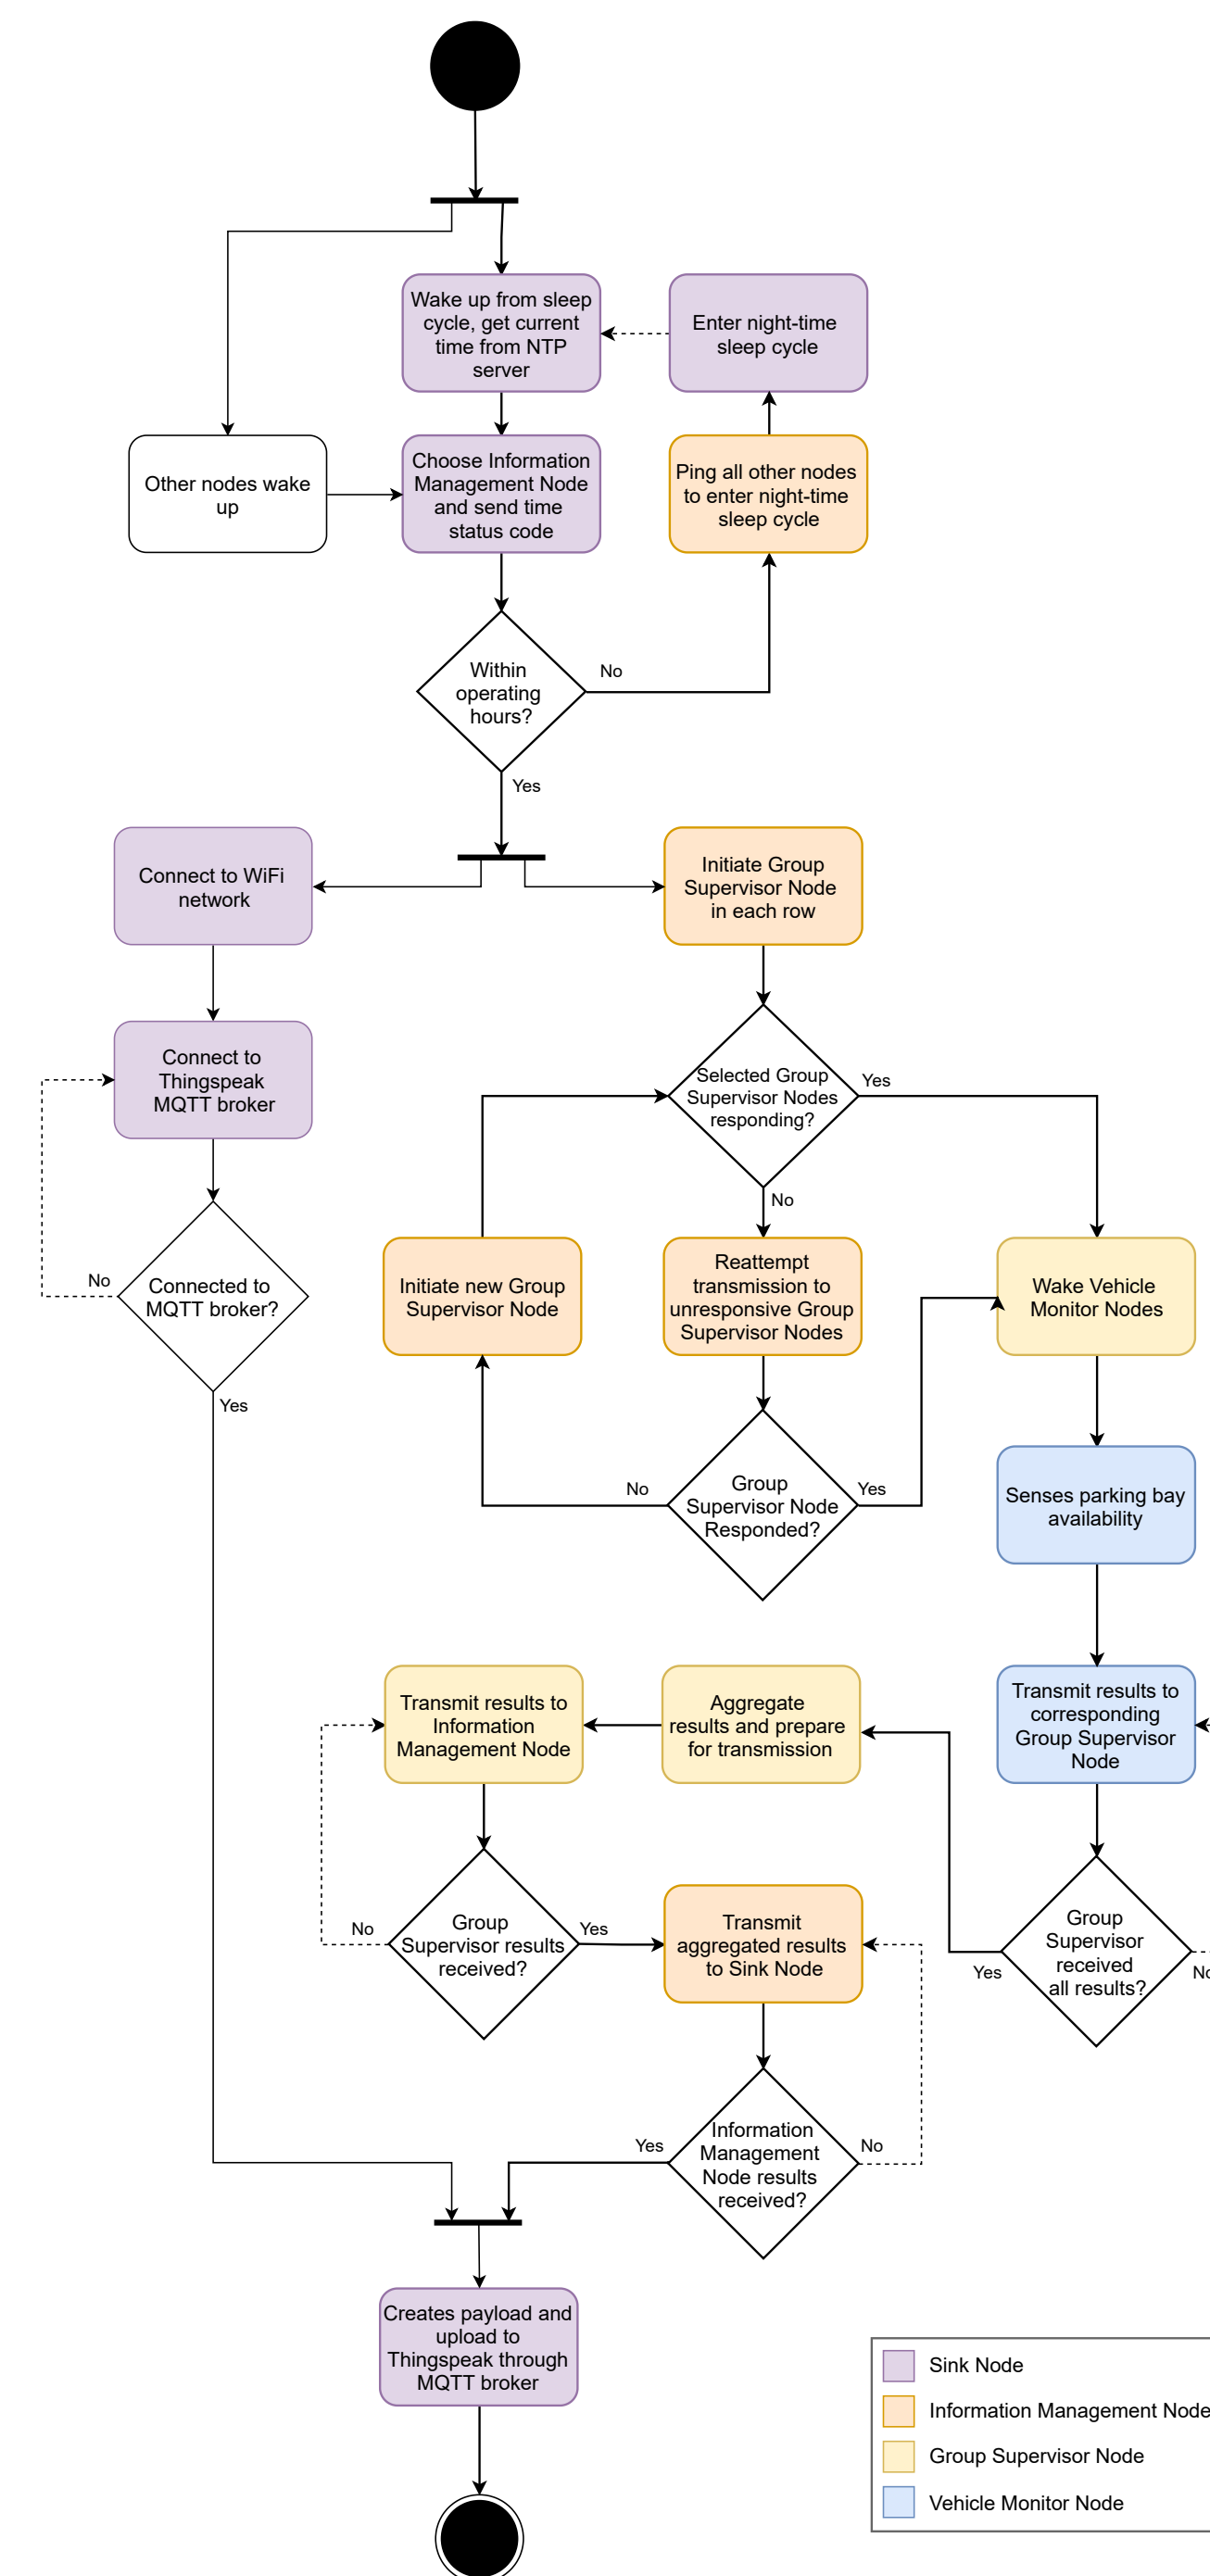 Wake up from sleep
cycle, get current
time from NTP
server
Enter night-time
sleep cycle
Other nodes wake
up
Choose Information
Management Node
and send time
status code
Ping all other nodes
to enter night-time
sleep cycle
Within
operating
hours?
No
Yes
Connect to WiFi
network
Initiate Group
Supervisor Node
in each row
Connect to
Thingspeak
MQTT broker
Selected Group
Supervisor Nodes
responding?
Yes
No
No
Connected to
MQTT broker?
Yes
Initiate new Group
Supervisor Node
Reattempt
transmission to
unresponsive Group
Supervisor Nodes
Wake Vehicle
Monitor Nodes
No
Group
Supervisor Node
Responded?
Yes
Senses parking bay
availability
Transmit results to
Information
Management Node
Aggregate
results and prepare
for transmission
Transmit results to
corresponding
Group Supervisor
Node
No
Group
Supervisor results
received?
Yes
Transmit
aggregated results
to Sink Node
Yes
Group
Supervisor
received
all results?
No
Yes
Information
Management
Node results
received?
No
Creates payload and
upload to
Thingspeak through
MQTT broker
Sink Node
Information Management Node
Group Supervisor Node
Vehicle Monitor Node